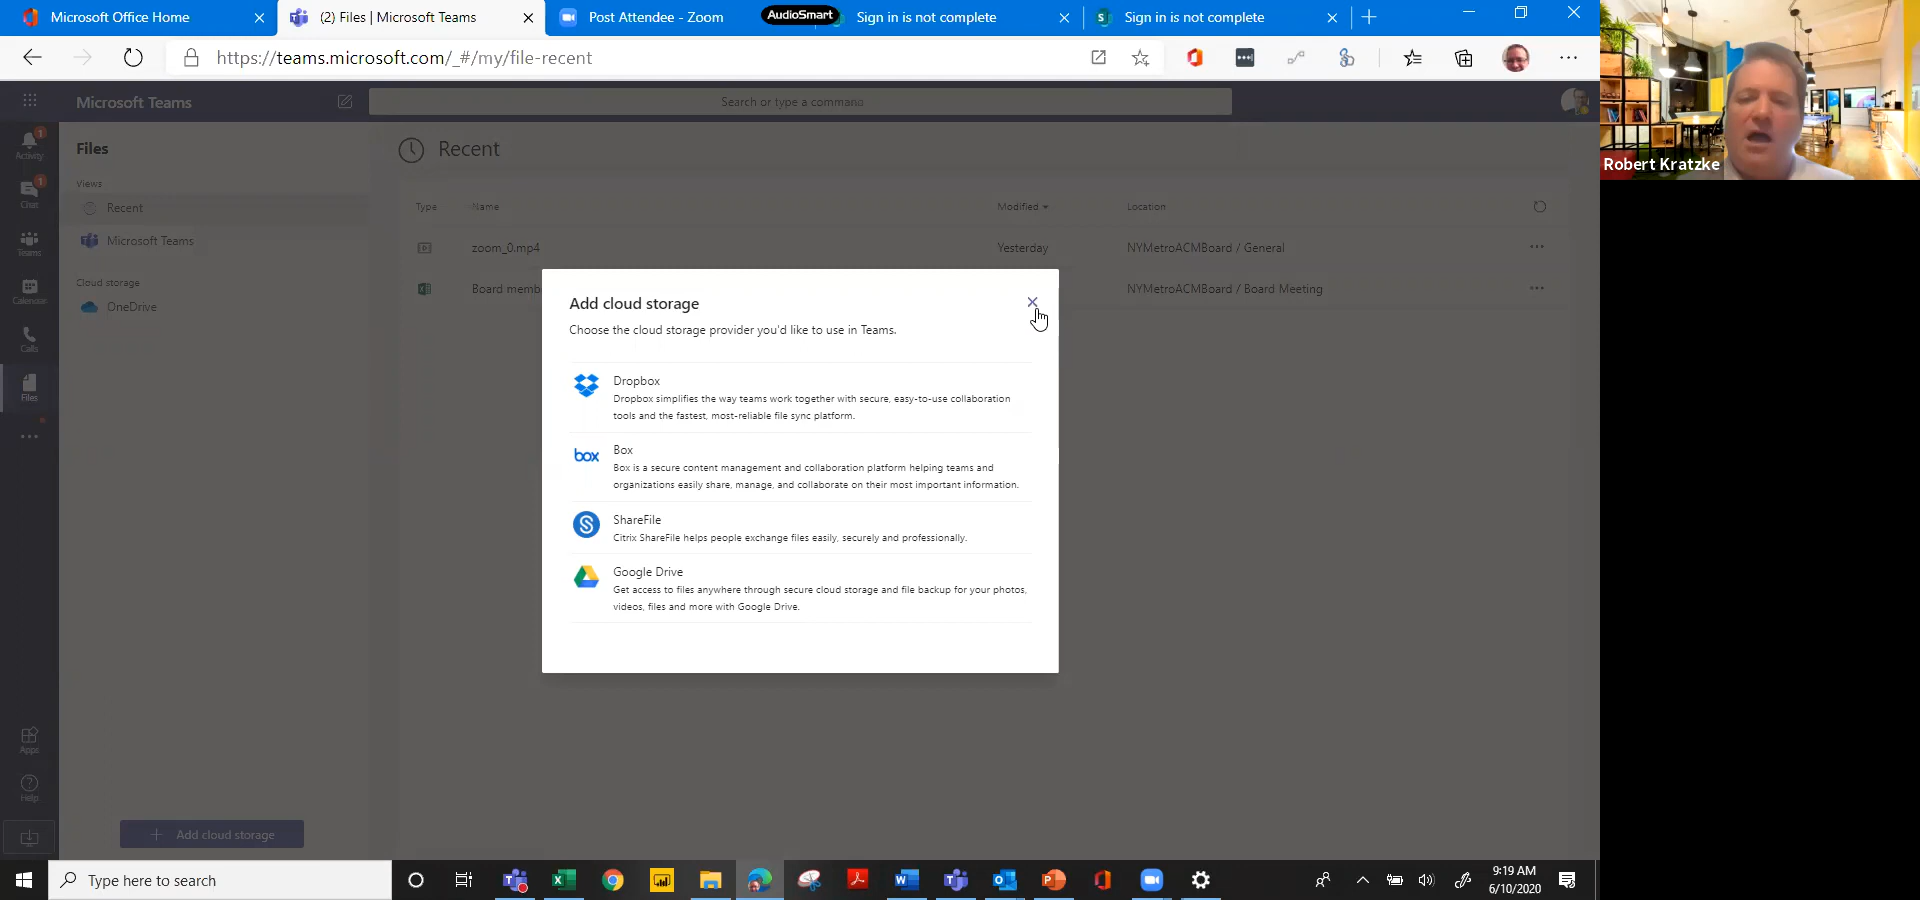 Microsoft Office Home
(2) Files | Microsoft Teams
Post Attendee - Zoom
AudioSmart
Sign in is not complete
Sign in is not complete
https://teams.microsoft.com/_#/my/file-recent
Microsoft Teams
Search or type a command
Activity
1
Chat
1
Teams
Calendar
Calls
Files
Apps
Help
Files
Views
Recent
Microsoft Teams
Cloud storage
OneDrive
Add cloud storage
Recent
Type Name Modified Location
zoom_0.mp4 Yesterday NYMetroACMBoard / General
Board memb NYMetroACMBoard / Board Meeting
Add cloud storage
Choose the cloud storage provider you'd like to use in Teams.
Dropbox
Dropbox simplifies the way teams work together with secure, easy-to-use collaboration
tools and the fastest, most-reliable file sync platform.
box
Box
Box is a secure content management and collaboration platform helping teams and
organizations easily share, manage, and collaborate on their most important information.
ShareFile
Citrix ShareFile helps people exchange files easily, securely and professionally.
Google Drive
Get access to files anywhere through secure cloud storage and file backup for your photos,
videos, files and more with Google Drive.
Robert Kratzke
Type here to search
9:19 AM
6/10/2020